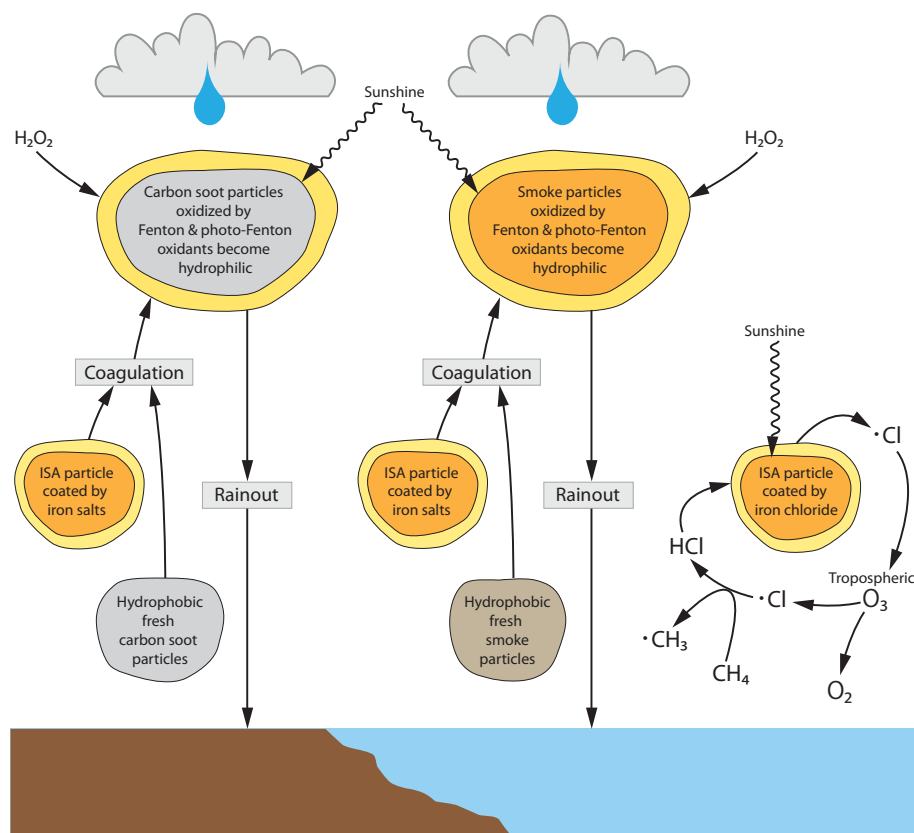 Sunshine
H₂O₂
H₂O₂
Carbon soot particles
oxidized by
Fenton & photo-Fenton
oxidants become
hydrophilic
Smoke particles
oxidized by
Fenton & photo-Fenton
oxidants become
hydrophilic
Sunshine
Coagulation
Coagulation
·Cl
ISA particle
coated by
iron salts
ISA particle
coated by
iron salts
ISA particle
coated by
iron chloride
Rainout
Rainout
HCl
Tropospheric
O₃
·Cl
Hydrophobic
fresh
carbon soot
particles
Hydrophobic
fresh
smoke
particles
·CH₃
CH₄
O₂